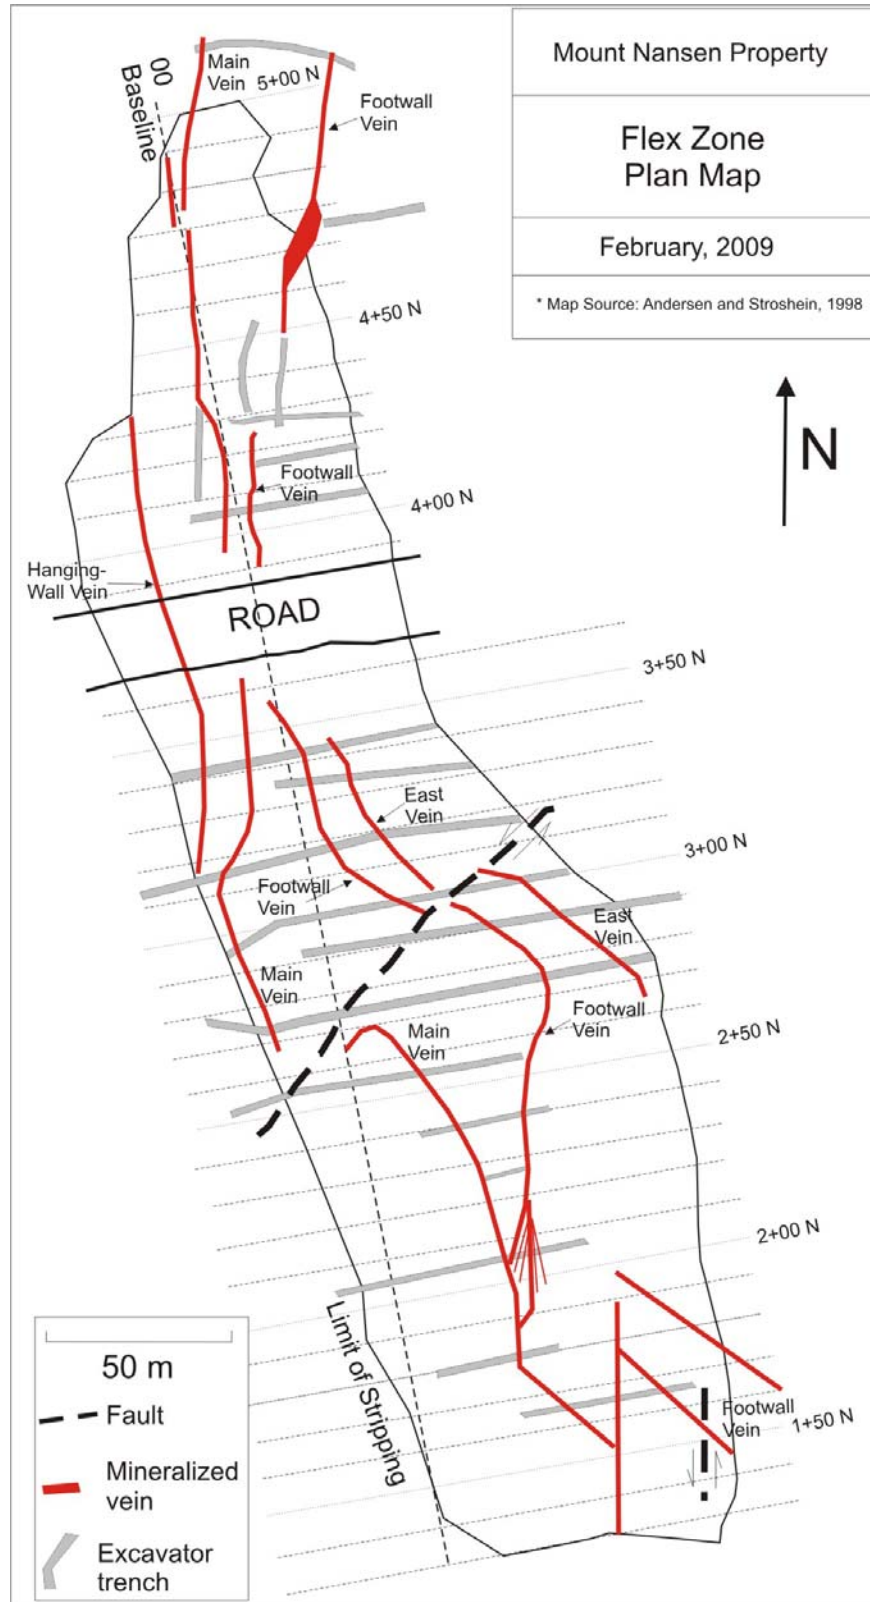 Mount Nansen Property
Flex Zone
Plan Map
February, 2009
* Map Source: Andersen and Stroshein, 1998
N
00
Baseline
Main
Vein
5+00 N
Footwall
Vein
4+50 N
Footwall
Vein
4+00 N
Hanging-
Wall Vein
ROAD
3+50 N
East
Vein
3+00 N
Footwall
Vein
East
Vein
Main
Vein
Footwall
Vein
Main
Vein
2+50 N
2+00 N
Limit of Stripping
Footwall
Vein
1+50 N
50 m
Fault
Mineralized
vein
Excavator
trench